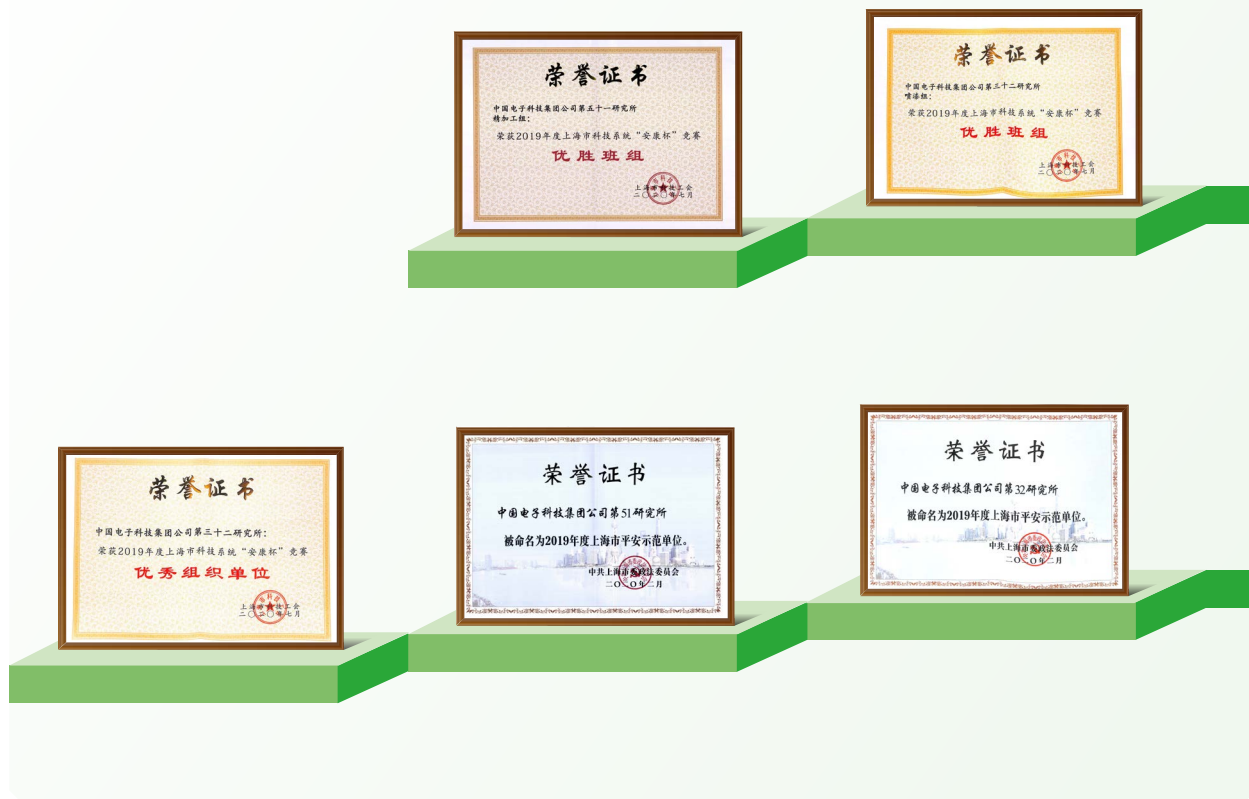 荣誉证书
中国电子科技集团公司第五十一研究所
精加工组：
荣获2019年度上海市科技系统“安康杯”竞赛
优胜班组
二〇二〇年七月
荣誉证书
中国电子科技集团公司第三十二研究所
喷漆组：
荣获2019年度上海市科技系统“安康杯”竞赛
优胜班组
二〇二〇年七月
荣誉证书
中国电子科技集团公司第三十二研究所：
荣获2019年度上海市科技系统“安康杯”竞赛
优秀组织单位
二〇二〇年七月
荣誉证书
中国电子科技集团公司第51研究所
被命名为2019年度上海市平安示范单位。
中共上海市委政法委员会
二〇二〇年二月
荣誉证书
中国电子科技集团公司第32研究所
被命名为2019年度上海市平安示范单位。
中共上海市委政法委员会
二〇二〇年二月